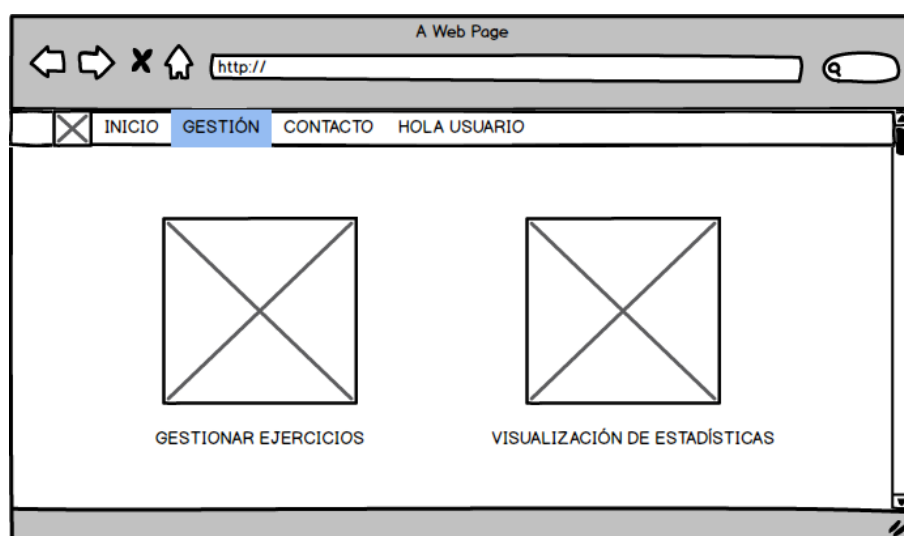 A Web Page
http://
INICIO GESTIÓN CONTACTO HOLA USUARIO
GESTIONAR EJERCICIOS VISUALIZACIÓN DE ESTADÍSTICAS